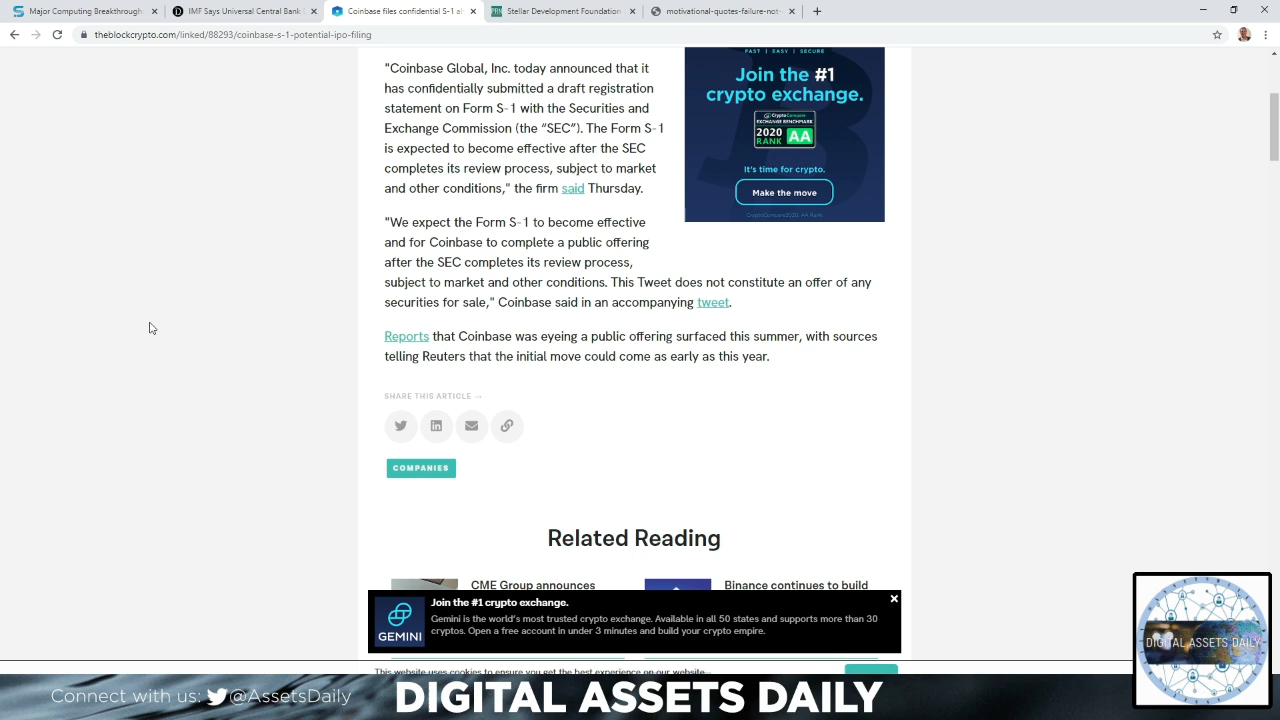 Major Computing Breakthrough
IMF Says Universal Central Bank
Coinbase files S-1: potential IPO
Stellar Development Foundation
motivating-montalcini
theblockcrypto.com/linked/88293/coinbase-s-1-potential-ipo-filing
"Coinbase Global, Inc. today announced that it
has confidentially submitted a draft registration
statement on Form S-1 with the Securities and
Exchange Commission (the “SEC”). The Form S-1
is expected to become effective after the SEC
completes its review process, subject to market
and other conditions," the firm said Thursday.
"We expect the Form S-1 to become effective
and for Coinbase to complete a public offering
after the SEC completes its review process,
subject to market and other conditions. This Tweet does not constitute an offer of any
securities for sale," Coinbase said in an accompanying tweet.
Reports that Coinbase was eyeing a public offering surfaced this summer, with sources
telling Reuters that the initial move could come as early as this year.
FAST | EASY | SECURE
Join the #1
crypto exchange.
CryptoCompare
EXCHANGE BENCHMARK
2020
RANK AA
It's time for crypto.
Make the move
CryptoCompare2020. AA Rank
SHARE THIS ARTICLE →
COMPANIES
Related Reading
CME Group announces
Binance continues to build
Join the #1 crypto exchange.
Gemini is the world's most trusted crypto exchange. Available in all 50 states and supports more than 30
cryptos. Open a free account in under 3 minutes and build your crypto empire.
GEMINI
This website uses cookies to ensure you get the best experience on our website.
DIGITAL ASSETS DAILY
Connect with us: @AssetsDaily
DIGITAL ASSETS DAILY